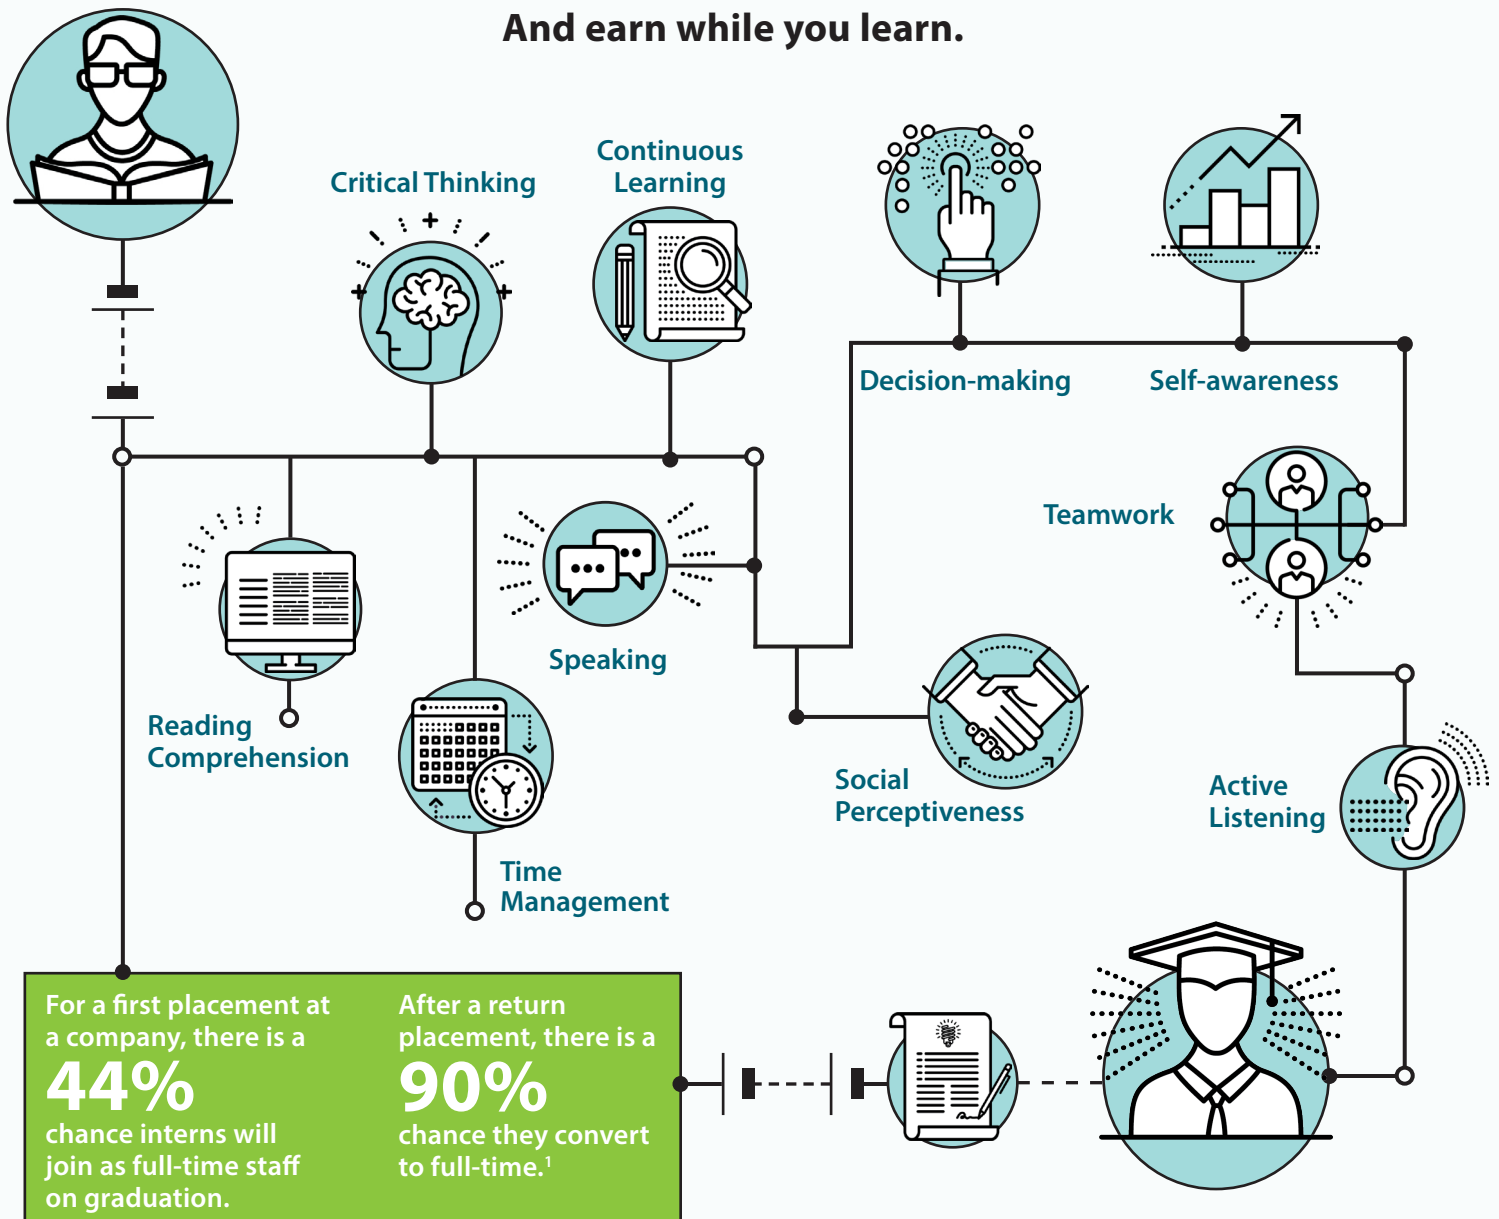 And earn while you learn.
Critical Thinking
Continuous
Learning
Decision-making
Self-awareness
Teamwork
Speaking
Reading
Comprehension
Social
Perceptiveness
Active
Listening
Time
Management
For a first placement at
a company, there is a
44%
chance interns will
join as full-time staff
on graduation.
After a return
placement, there is a
90%
chance they convert
to full-time.¹